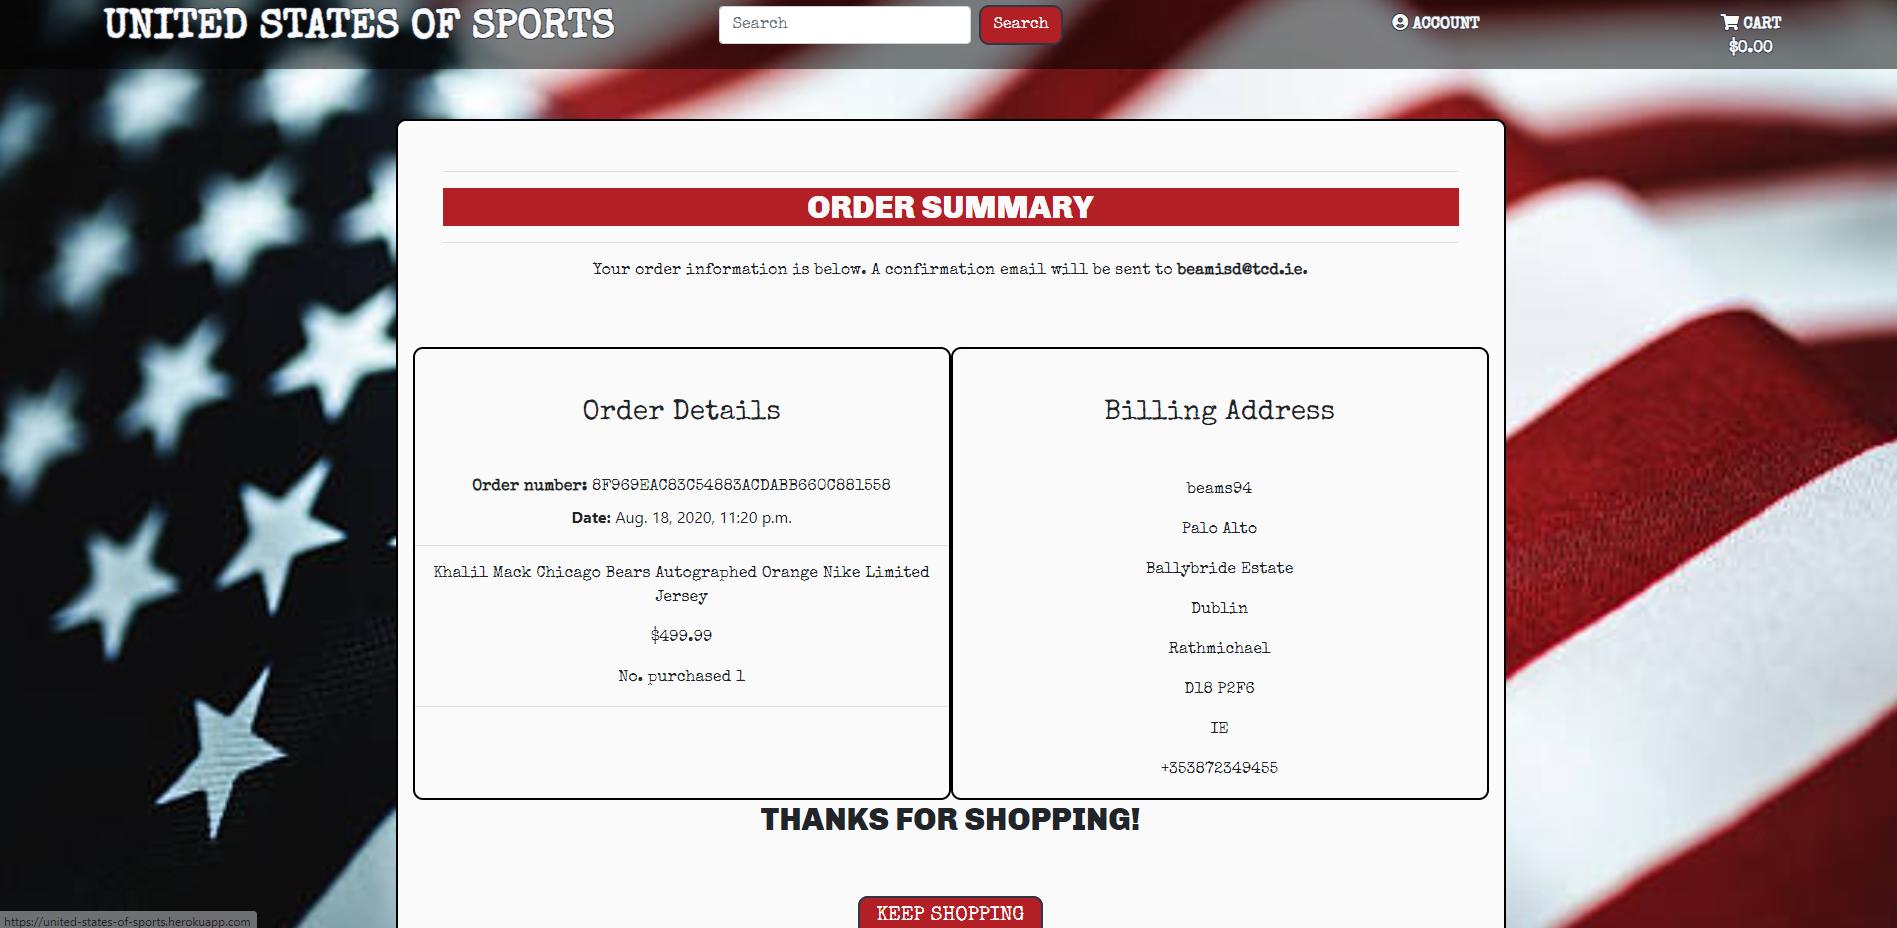 UNITED STATES OF SPORTS
Search
Search
ACCOUNT
CART
$0.00
ORDER SUMMARY
Your order information is below. A confirmation email will be sent to beamisd@tcd.ie.
Order Details
Order number: 8F969EAC83C54883ACDABB660C881558
Date: Aug. 18, 2020, 11:20 p.m.
Khalil Mack Chicago Bears Autographed Orange Nike Limited
Jersey
$499.99
No. purchased 1
Billing Address
beams94
Palo Alto
Ballybride Estate
Dublin
Rathmichael
D18 P2F6
IE
+353872349455
THANKS FOR SHOPPING!
KEEP SHOPPING
https://united-states-of-sports.herokuapp.com